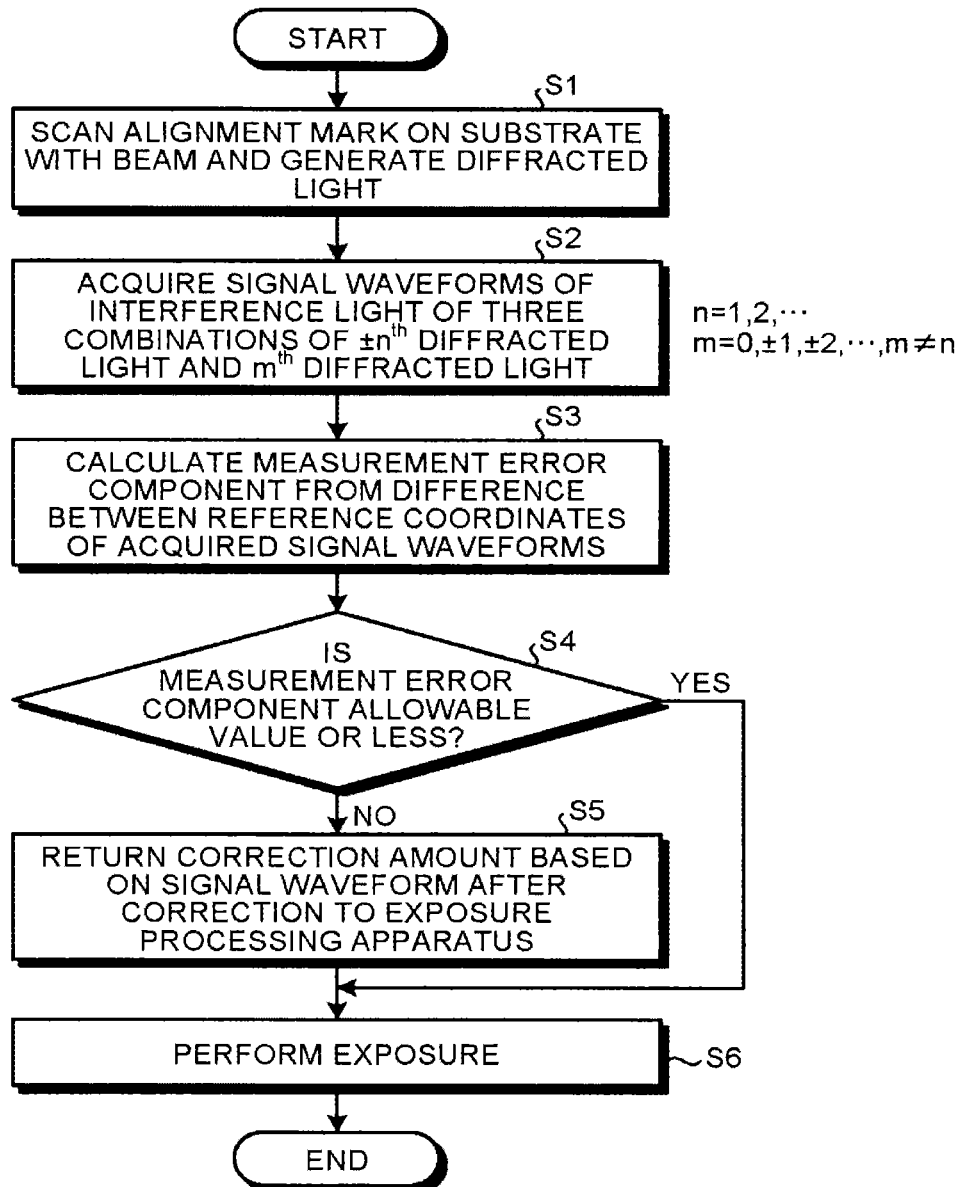 START
S1
SCAN ALIGNMENT MARK ON SUBSTRATE
WITH BEAM AND GENERATE DIFFRACTED
LIGHT
S2
ACQUIRE SIGNAL WAVEFORMS OF
INTERFERENCE LIGHT OF THREE
COMBINATIONS OF ±nth DIFFRACTED
LIGHT AND mth DIFFRACTED LIGHT
n=1,2,⋯
m=0,±1,±2,⋯,m≠n
S3
CALCULATE MEASUREMENT ERROR
COMPONENT FROM DIFFERENCE
BETWEEN REFERENCE COORDINATES
OF ACQUIRED SIGNAL WAVEFORMS
S4
IS
MEASUREMENT ERROR
COMPONENT ALLOWABLE
VALUE OR LESS?
YES
NO
S5
RETURN CORRECTION AMOUNT BASED
ON SIGNAL WAVEFORM AFTER
CORRECTION TO EXPOSURE
PROCESSING APPARATUS
PERFORM EXPOSURE
S6
END